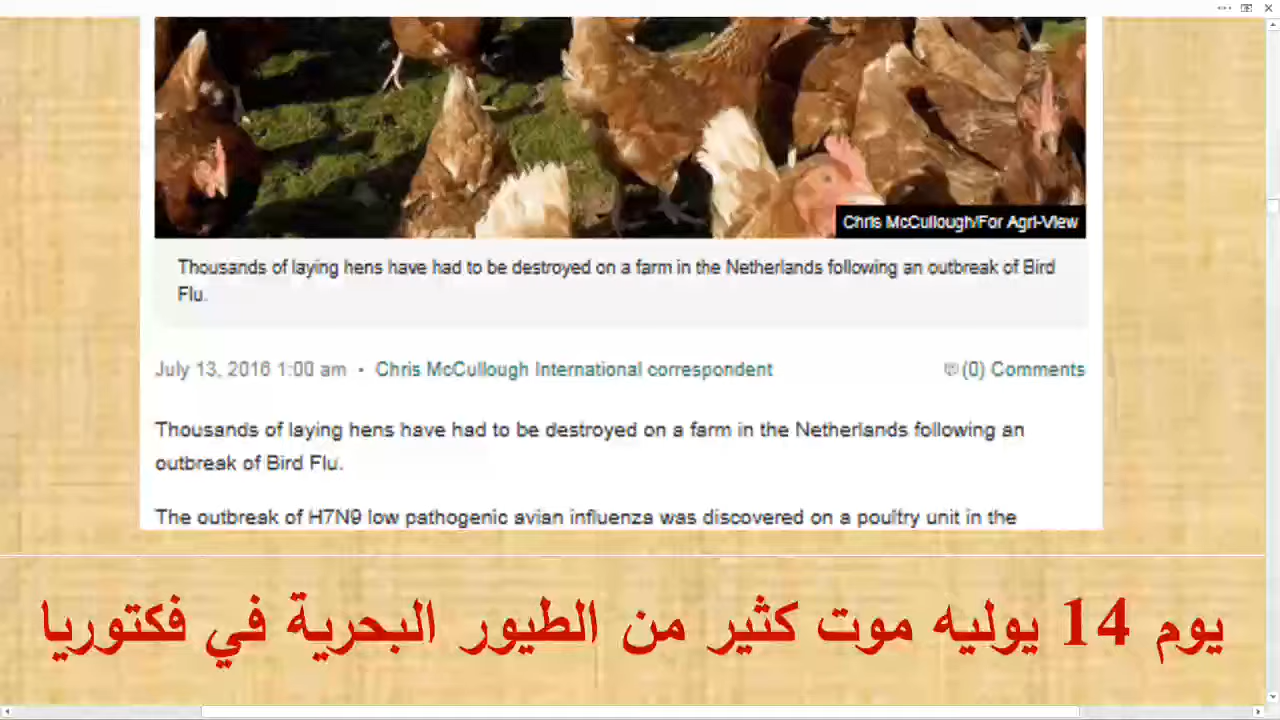 Chris McCullough/For Agri-View
Thousands of laying hens have had to be destroyed on a farm in the Netherlands following an outbreak of Bird
Flu.
July 13, 2016 1:00 am • Chris McCullough International correspondent
(0) Comments
Thousands of laying hens have had to be destroyed on a farm in the Netherlands following an
outbreak of Bird Flu.
The outbreak of H7N9 low pathogenic avian influenza was discovered on a poultry unit in the
يوم 14 يوليه موت كثير من الطيور البحرية في فكتوريا